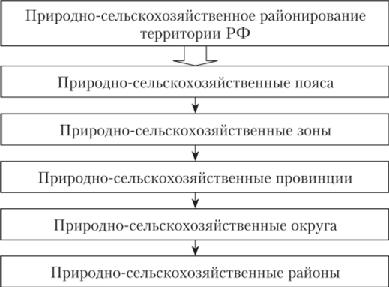 Природно-сельскохозяйственное районирование
территории РФ
Природно-сельскохозяйственные пояса
Природно-сельскохозяйственные зоны
Природно-сельскохозяйственные провинции
Природно-сельскохозяйственные округа
Природно-сельскохозяйственные районы